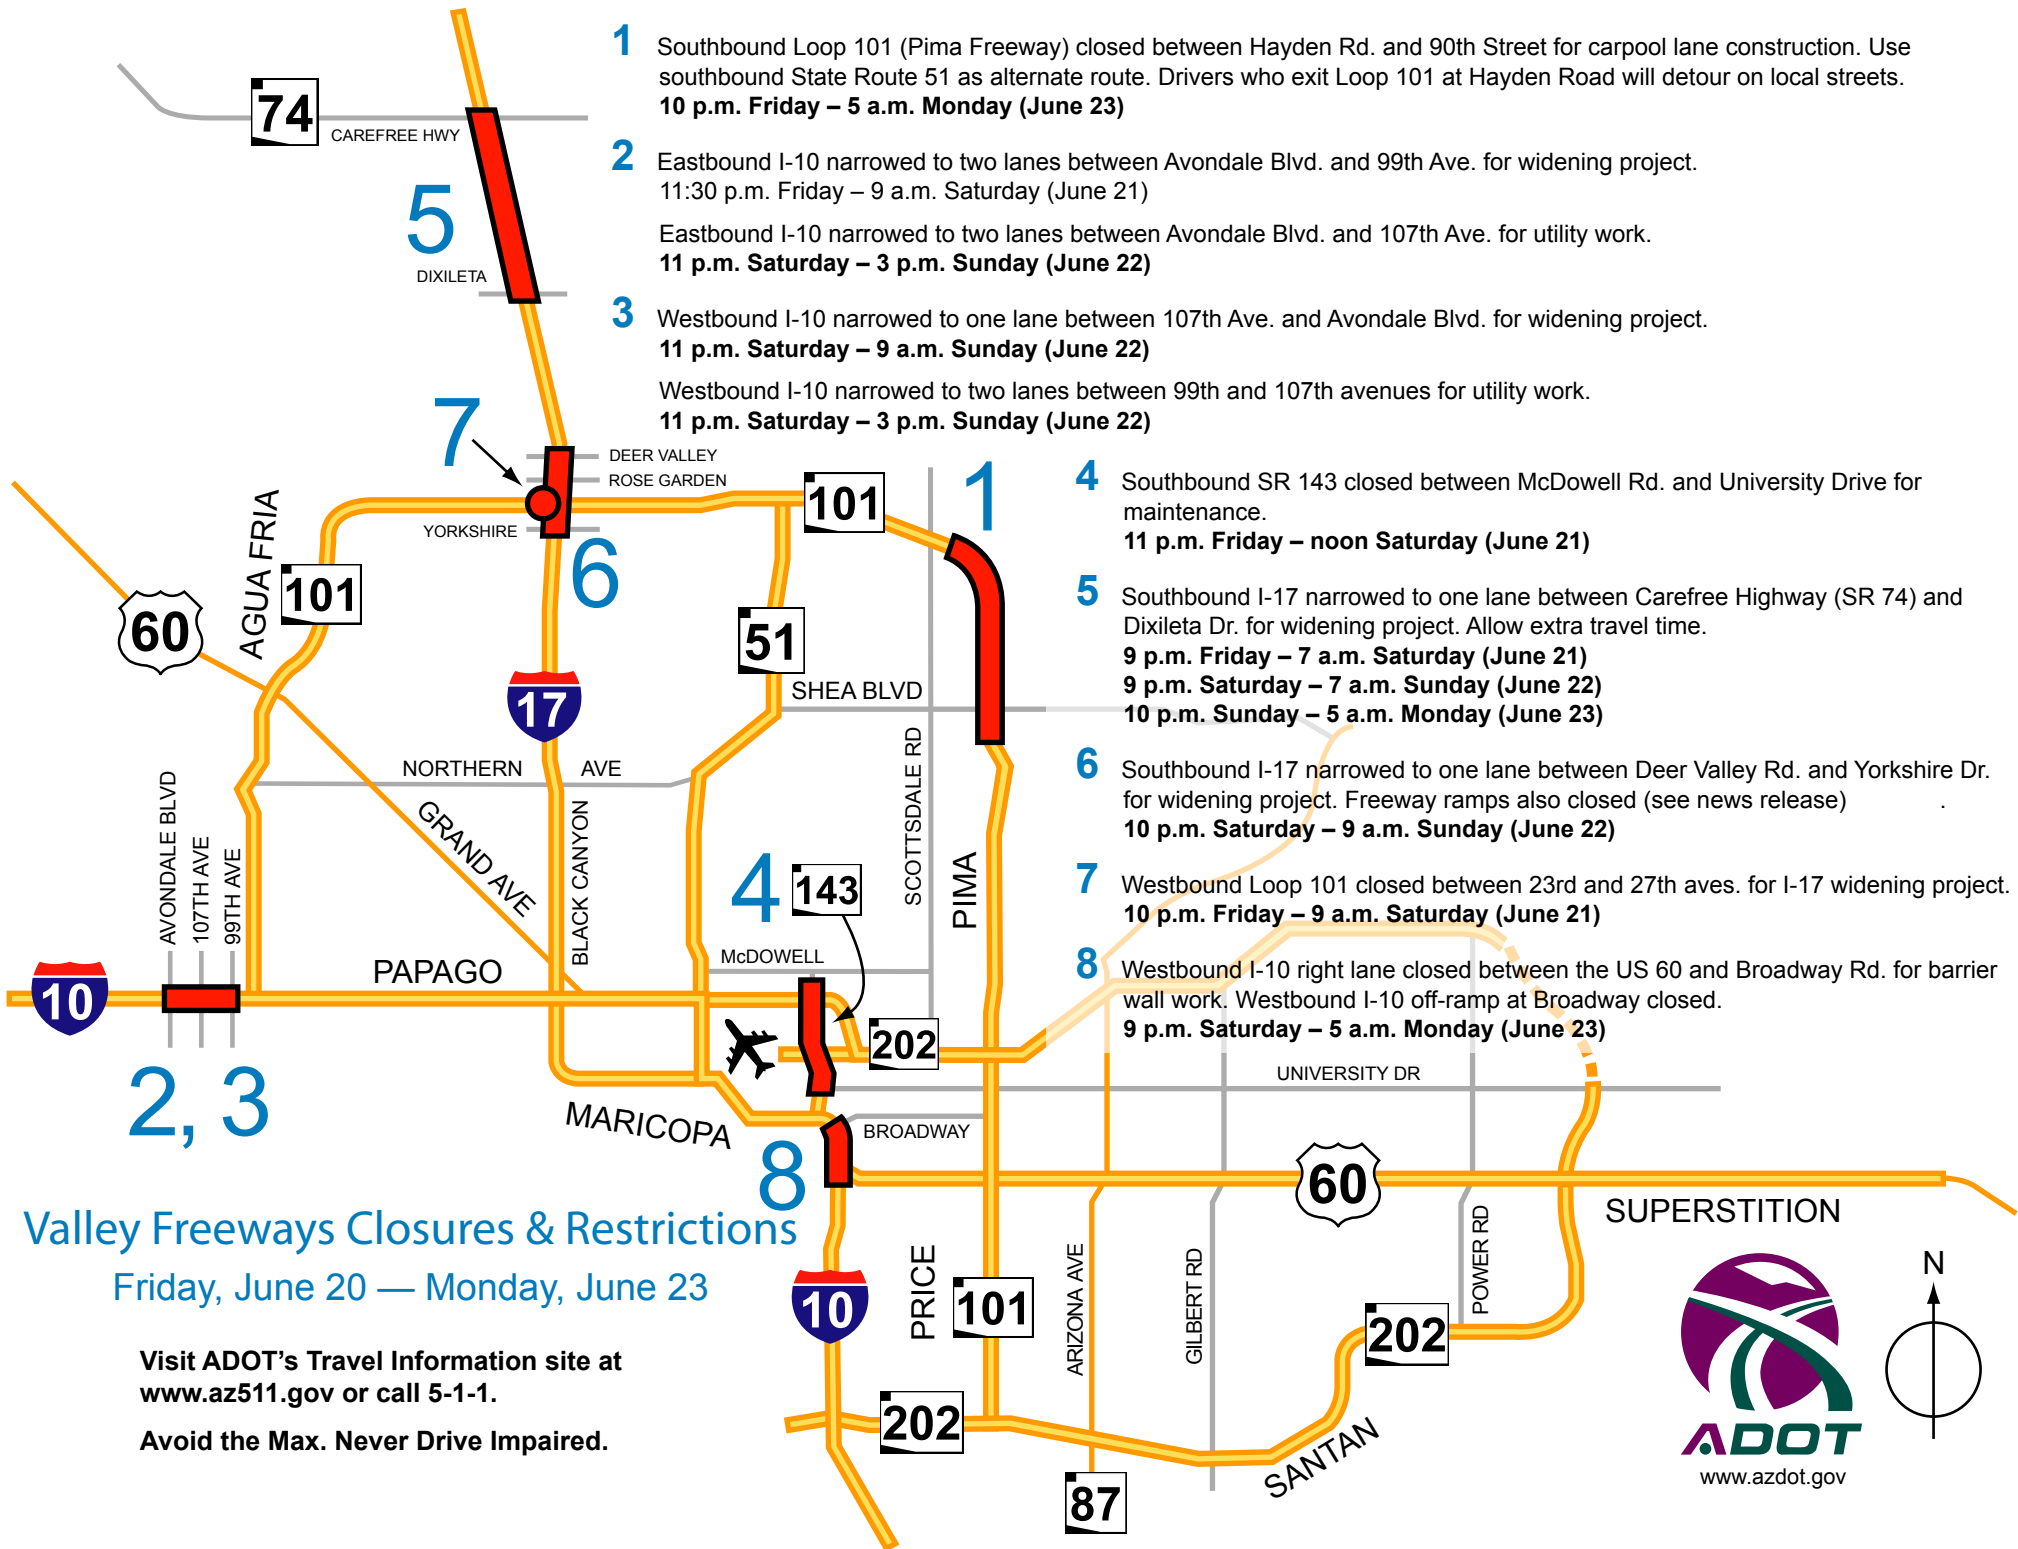 1 Southbound Loop 101 (Pima Freeway) closed between Hayden Rd. and 90th Street for carpool lane construction. Use
southbound State Route 51 as alternate route. Drivers who exit Loop 101 at Hayden Road will detour on local streets.
10 p.m. Friday – 5 a.m. Monday (June 23)
2 Eastbound I-10 narrowed to two lanes between Avondale Blvd. and 99th Ave. for widening project.
11:30 p.m. Friday – 9 a.m. Saturday (June 21)
Eastbound I-10 narrowed to two lanes between Avondale Blvd. and 107th Ave. for utility work.
11 p.m. Saturday – 3 p.m. Sunday (June 22)
3 Westbound I-10 narrowed to one lane between 107th Ave. and Avondale Blvd. for widening project.
11 p.m. Saturday – 9 a.m. Sunday (June 22)
Westbound I-10 narrowed to two lanes between 99th and 107th avenues for utility work.
11 p.m. Saturday – 3 p.m. Sunday (June 22)
4 Southbound SR 143 closed between McDowell Rd. and University Drive for
maintenance.
11 p.m. Friday – noon Saturday (June 21)
5 Southbound I-17 narrowed to one lane between Carefree Highway (SR 74) and
Dixileta Dr. for widening project. Allow extra travel time.
9 p.m. Friday – 7 a.m. Saturday (June 21)
9 p.m. Saturday – 7 a.m. Sunday (June 22)
10 p.m. Sunday – 5 a.m. Monday (June 23)
6 Southbound I-17 narrowed to one lane between Deer Valley Rd. and Yorkshire Dr.
for widening project. Freeway ramps also closed (see news release) .
10 p.m. Saturday – 9 a.m. Sunday (June 22)
7 Westbound Loop 101 closed between 23rd and 27th aves. for I-17 widening project.
10 p.m. Friday – 9 a.m. Saturday (June 21)
8 Westbound I-10 right lane closed between the US 60 and Broadway Rd. for barrier
wall work. Westbound I-10 off-ramp at Broadway closed.
9 p.m. Saturday – 5 a.m. Monday (June 23)
74
CAREFREE HWY
5
DIXILETA
7
DEER VALLEY
ROSE GARDEN
YORKSHIRE
6
101
1
AGUA FRIA
101
60
51
17
SHEA BLVD
SCOTTSDALE RD
NORTHERN AVE
GRAND AVE
BLACK CANYON
AVONDALE BLVD
107TH AVE
99TH AVE
4
143
PIMA
McDOWELL
PAPAGO
10
202
2, 3
UNIVERSITY DR
MARICOPA
BROADWAY
8
60
SUPERSTITION
Valley Freeways Closures & Restrictions
Friday, June 20 — Monday, June 23
10
PRICE
101
ARIZONA AVE
GILBERT RD
POWER RD
202
202
SANTAN
87
Visit ADOT’s Travel Information site at
www.az511.gov or call 5-1-1.
Avoid the Max. Never Drive Impaired.
N
ADOT
www.azdot.gov